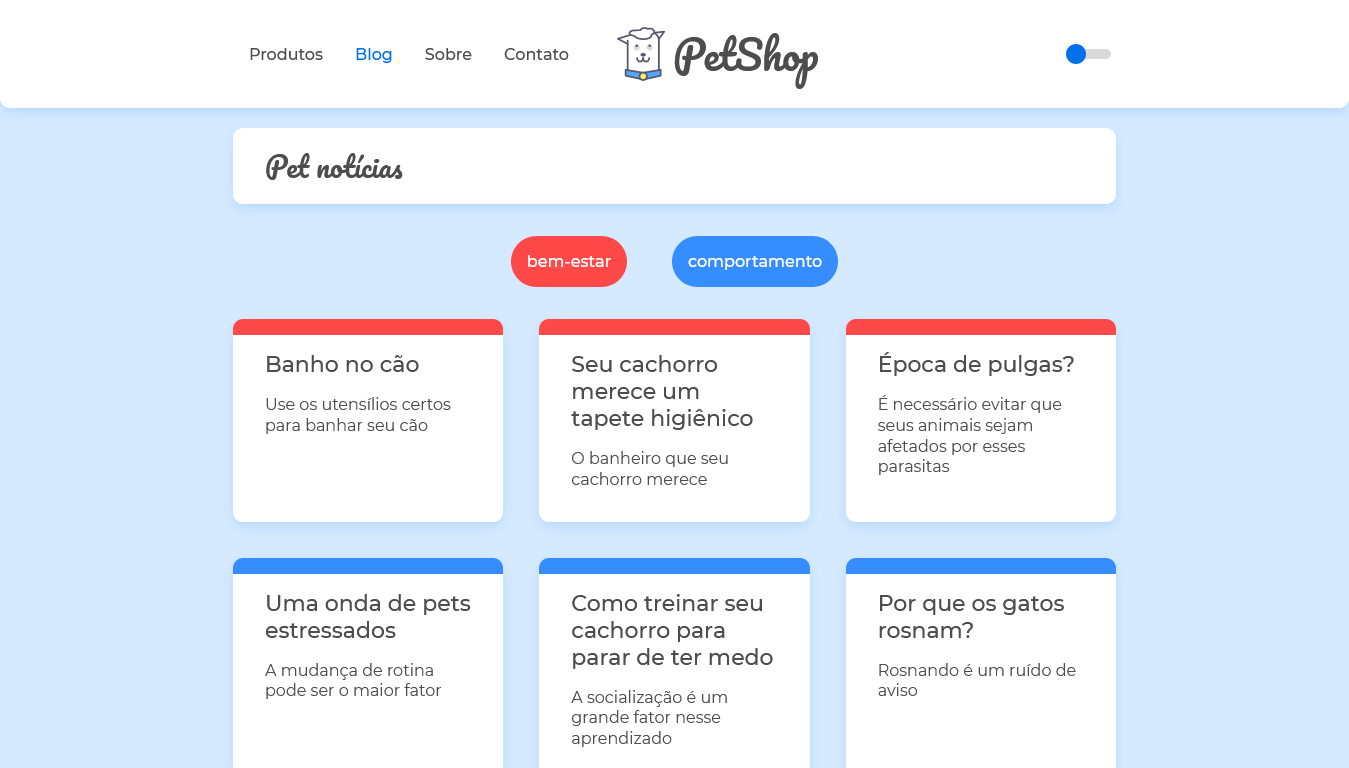 Produtos Blog Sobre Contato PetShop
Pet notícias
bem-estar comportamento
Banho no cão
Use os utensílios certos
para banhar seu cão
Seu cachorro
merece um
tapete higiênico
O banheiro que seu
cachorro merece
Época de pulgas?
É necessário evitar que
seus animais sejam
afetados por esses
parasitas
Uma onda de pets
estressados
A mudança de rotina
pode ser o maior fator
Como treinar seu
cachorro para
parar de ter medo
A socialização é um
grande fator nesse
aprendizado
Por que os gatos
rosnam?
Rosnando é um ruído de
aviso